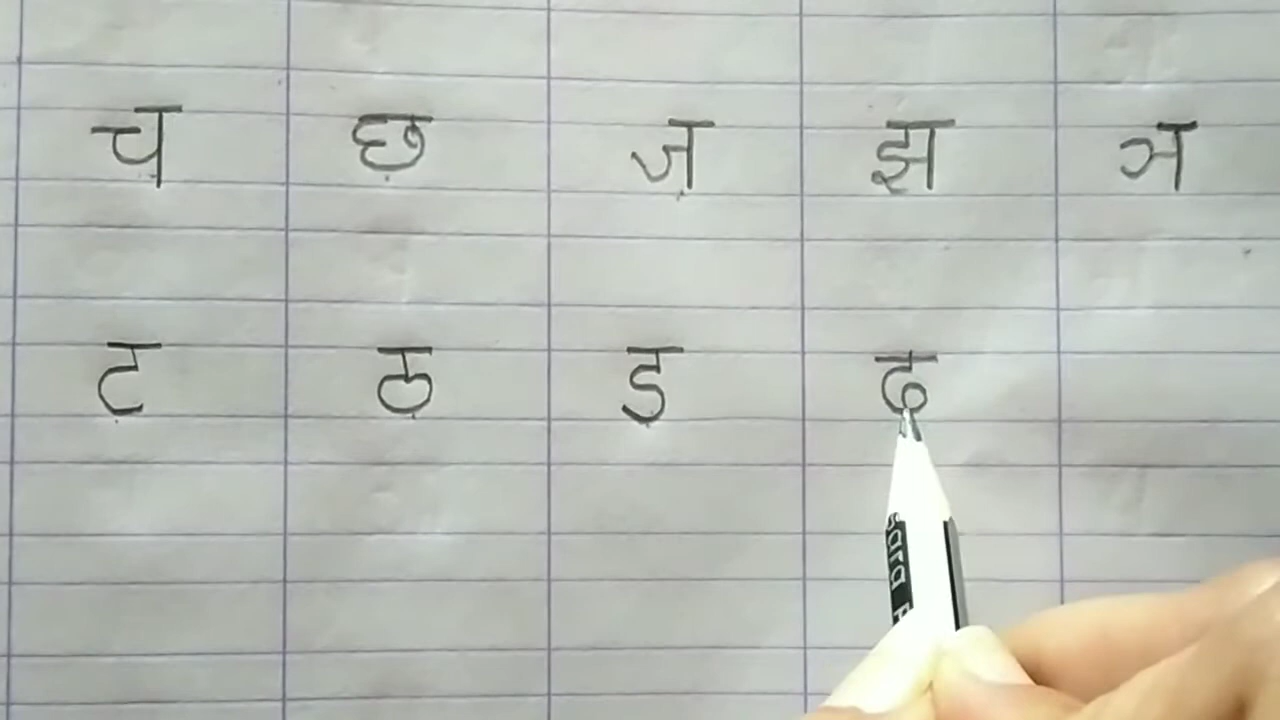 च छ ज झ ञ
ट ठ ड ढ